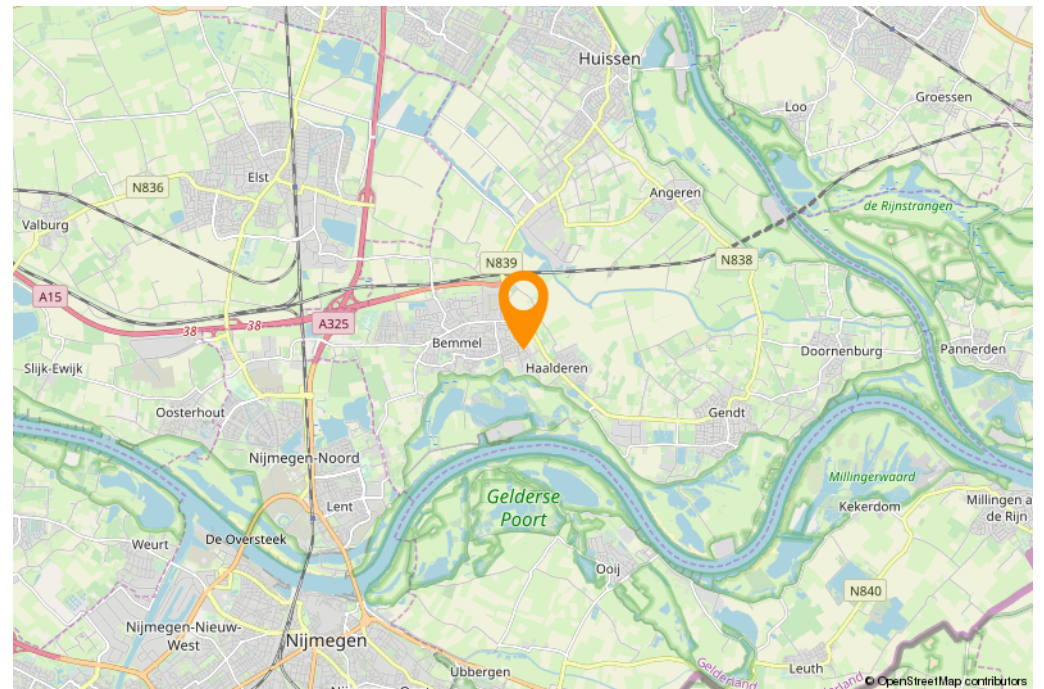 Huissen
Loo
Groessen
Elst
N836
Angeren
de Rijnstrangen
Valburg
N839
N838
A15
38
38
A325
Bemmel
Doornenburg
Pannerden
Slijk-Ewijk
Haalderen
Oosterhout
Gendt
Nijmegen-Noord
Millingerwaard
Gelderse
Poort
Lent
Kekerdom
Millingen a
de Rijn
De Oversteek
Weurt
Ooij
N840
Nijmegen-Nieuw-
West
Nijmegen
Ubbergen
Leuth
Gelderland
© OpenStreetMap contributors